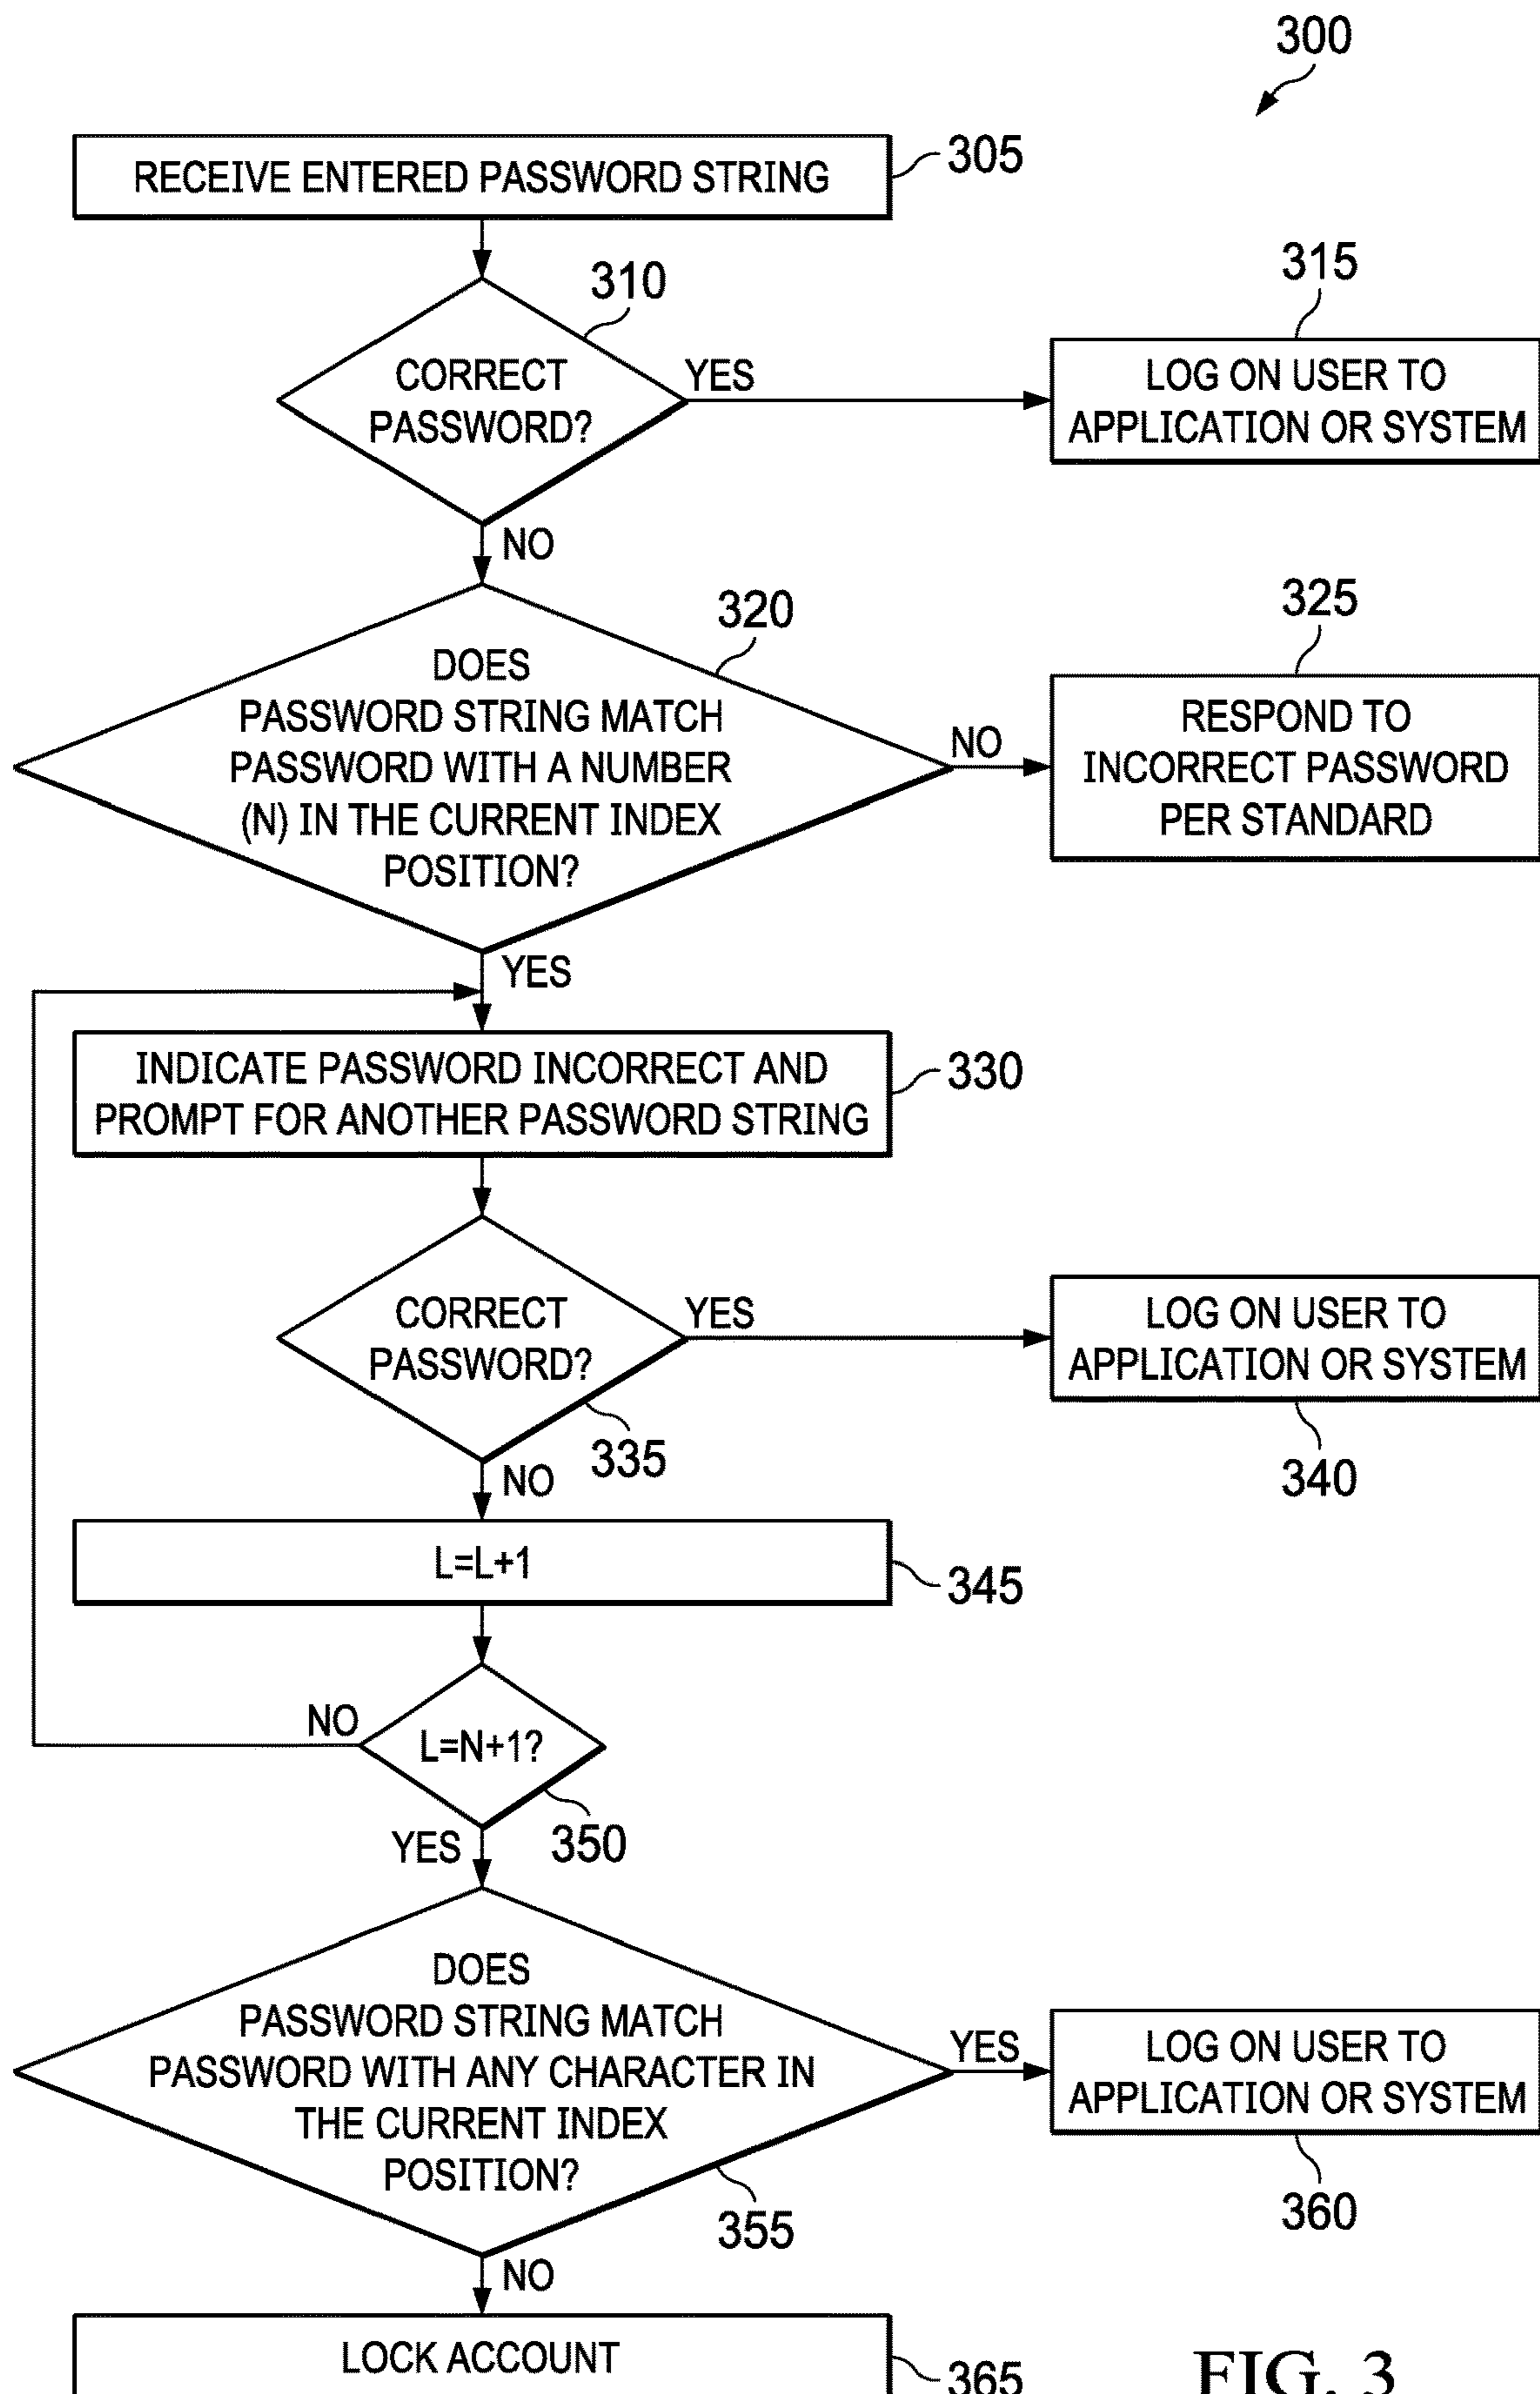 300
RECEIVE ENTERED PASSWORD STRING
305
310
CORRECT
PASSWORD?
YES
315
LOG ON USER TO
APPLICATION OR SYSTEM
NO
320
DOES
PASSWORD STRING MATCH
PASSWORD WITH A NUMBER
(N) IN THE CURRENT INDEX
POSITION?
NO
325
RESPOND TO
INCORRECT PASSWORD
PER STANDARD
YES
INDICATE PASSWORD INCORRECT AND
PROMPT FOR ANOTHER PASSWORD STRING
330
CORRECT
PASSWORD?
335
YES
LOG ON USER TO
APPLICATION OR SYSTEM
340
NO
L=L+1
345
NO
L=N+1?
350
YES
DOES
PASSWORD STRING MATCH
PASSWORD WITH ANY CHARACTER IN
THE CURRENT INDEX
POSITION?
355
YES
LOG ON USER TO
APPLICATION OR SYSTEM
360
NO
LOCK ACCOUNT
365
FIG. 3